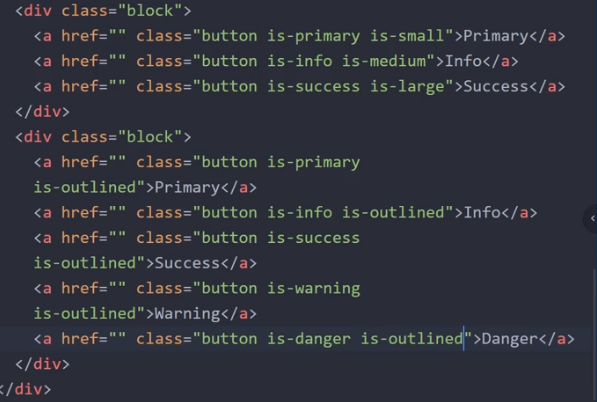 <div class="block">
<a href="" class="button is-primary is-small">Primary</a>
<a href="" class="button is-info is-medium">Info</a>
<a href="" class="button is-success is-large">Success</a>
</div>
<div class="block">
<a href="" class="button is-primary
is-outlined">Primary</a>
<a href="" class="button is-info is-outlined">Info</a>
<a href="" class="button is-success
is-outlined">Success</a>
<a href="" class="button is-warning
is-outlined">Warning</a>
<a href="" class="button is-danger is-outlined">Danger</a>
</div>
</div>